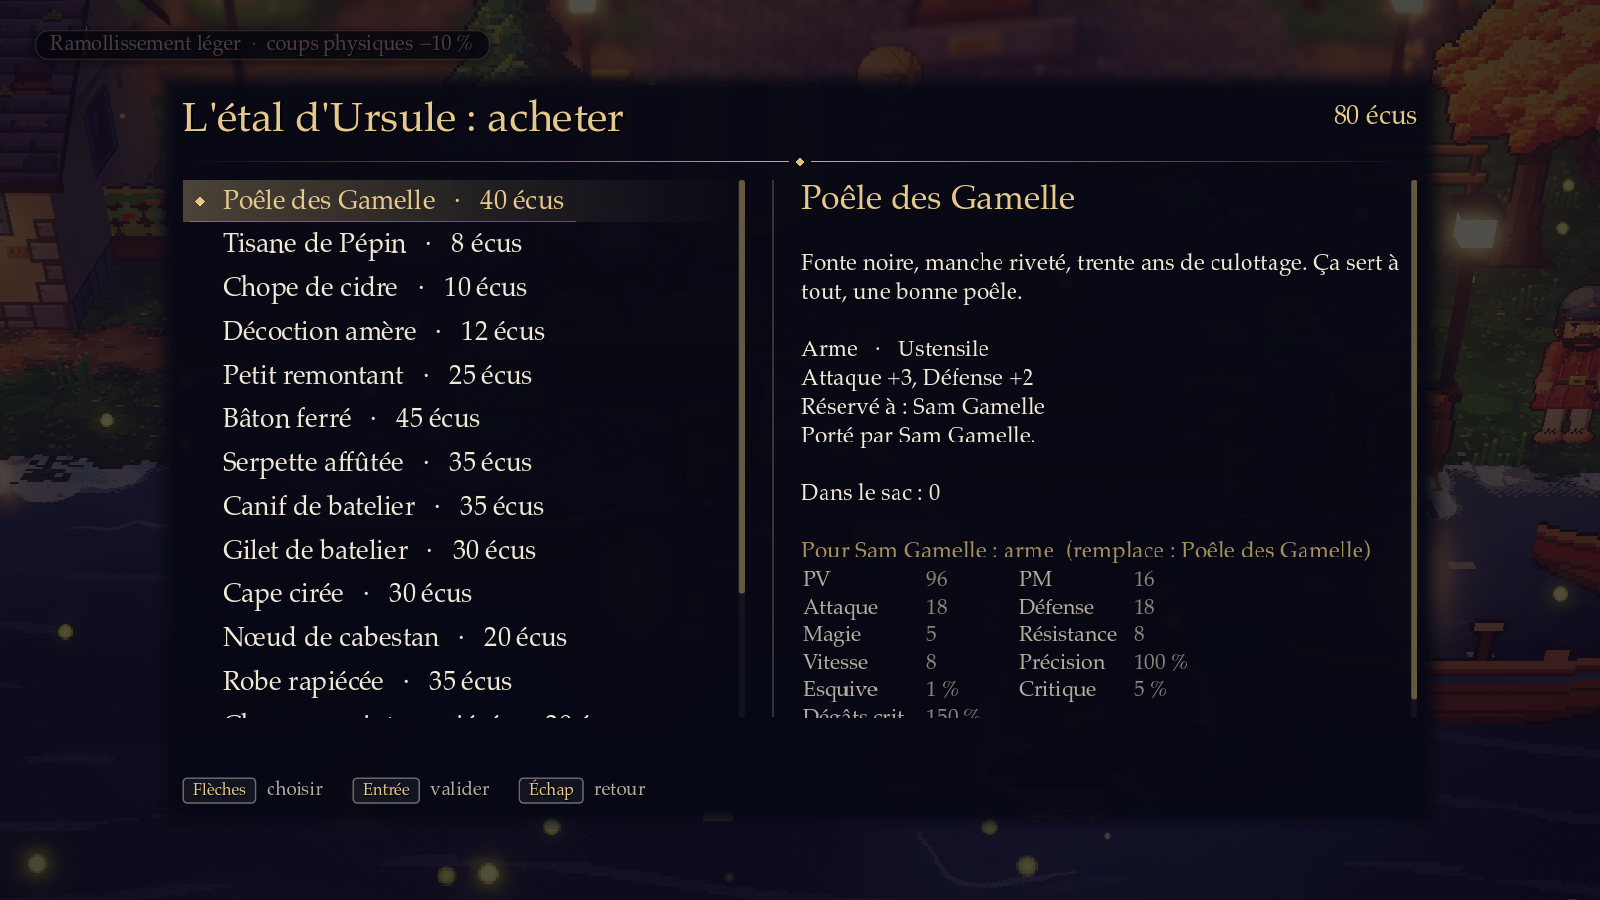 Ramollissement léger · coups physiques −10 %
L'étal d'Ursule : acheter
80 écus
Poêle des Gamelle · 40 écus
Tisane de Pépin · 8 écus
Chope de cidre · 10 écus
Décoction amère · 12 écus
Petit remontant · 25 écus
Bâton ferré · 45 écus
Serpette affûtée · 35 écus
Canif de batelier · 35 écus
Gilet de batelier · 30 écus
Cape cirée · 30 écus
Nœud de cabestan · 20 écus
Robe rapiécée · 35 écus
Poêle des Gamelle
Fonte noire, manche riveté, trente ans de culottage. Ça sert à
tout, une bonne poêle.
Arme · Ustensile
Attaque +3, Défense +2
Réservé à : Sam Gamelle
Porté par Sam Gamelle.
Dans le sac : 0
Pour Sam Gamelle : arme (remplace : Poêle des Gamelle)
PV 96 PM 16
Attaque 18 Défense 18
Magie 5 Résistance 8
Vitesse 8 Précision 100 %
Esquive 1 % Critique 5 %
Dégâts crit. 150 %
Flèches choisir Entrée valider Échap retour